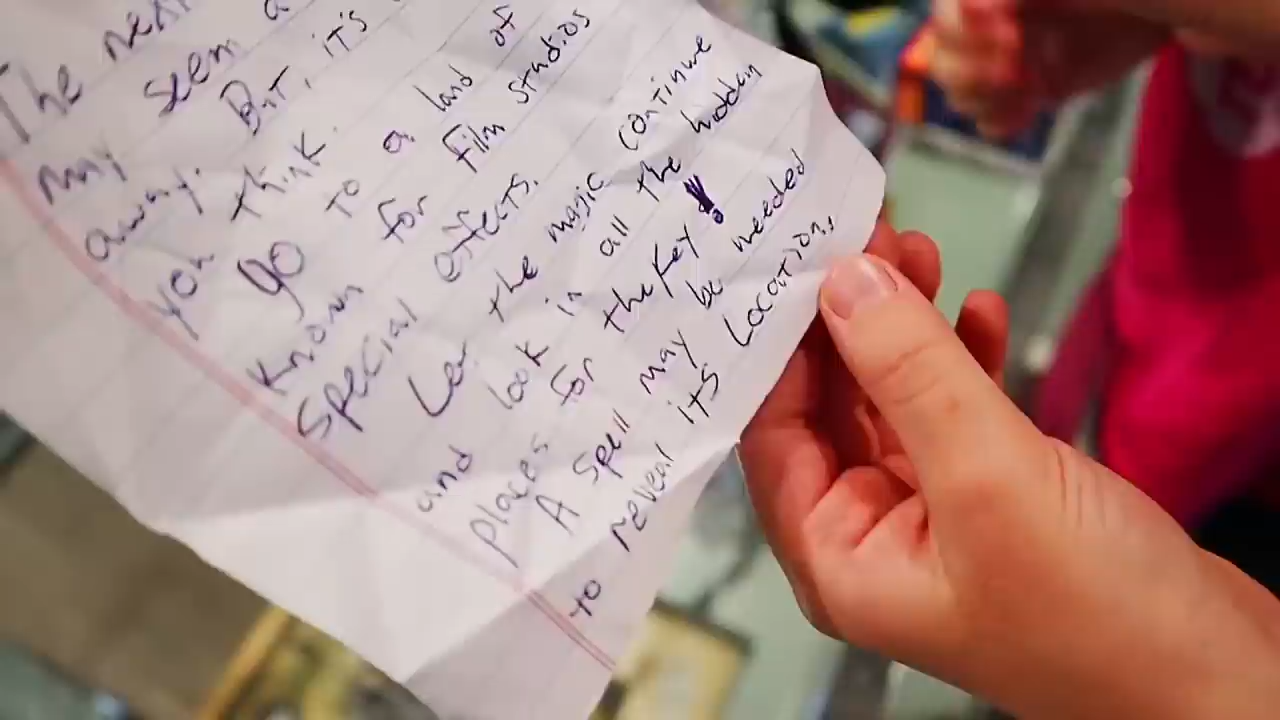 The next
may seem a
away. But, it's
you think.
go to a land of
known for film studios
special effects.
Let the magic continue
and look in all the hidden
places for the key!
A spell may be needed
to reveal its location.